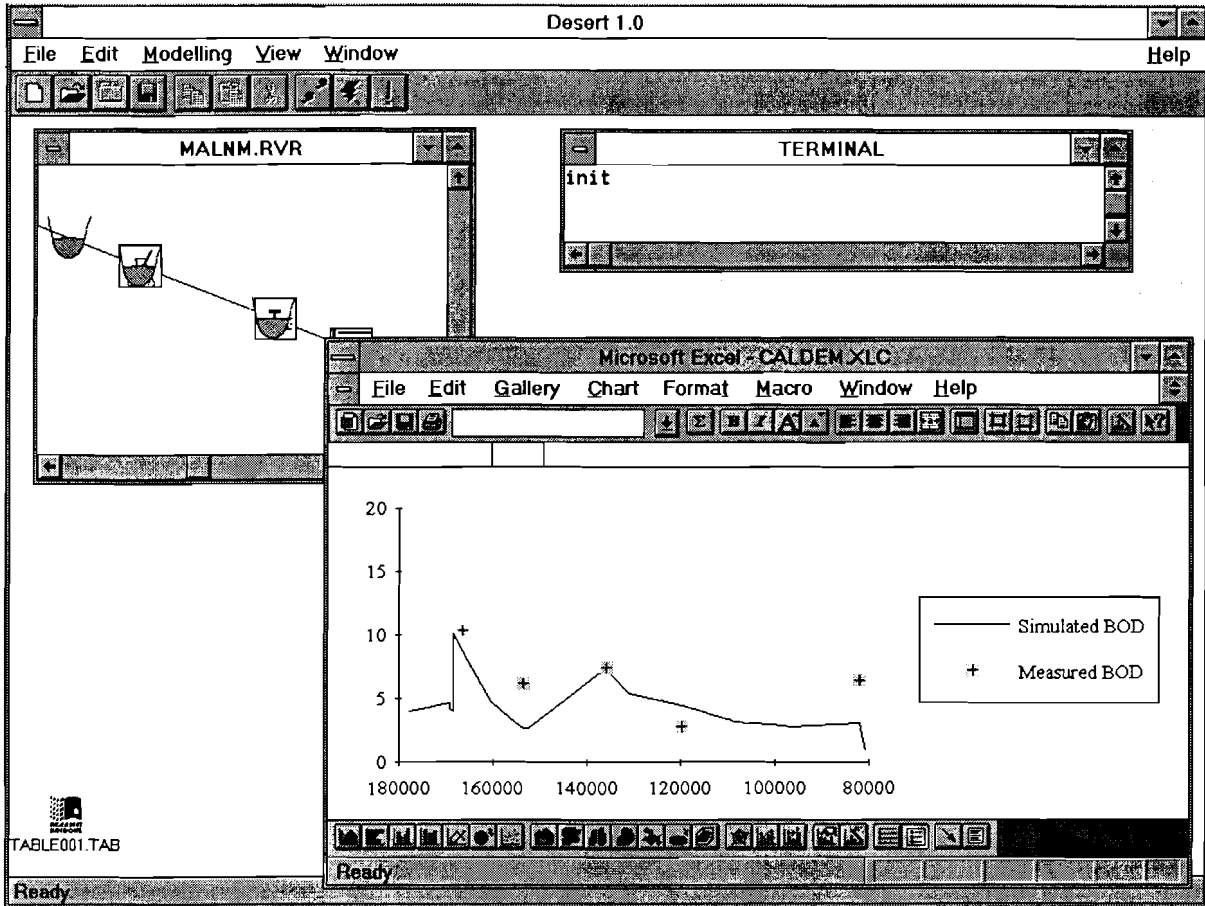 Desert 1.0
File Edit Modelling View Window Help
MALNM.RVR
TERMINAL
init
Microsoft Excel - CALDEM.XLC
File Edit Gallery Chart Format Macro Window Help
Σ B I A A
20
15
10
5
0
180000 160000 140000 120000 100000 80000
Simulated BOD
Measured BOD
Ready
TABLE001.TAB
Ready